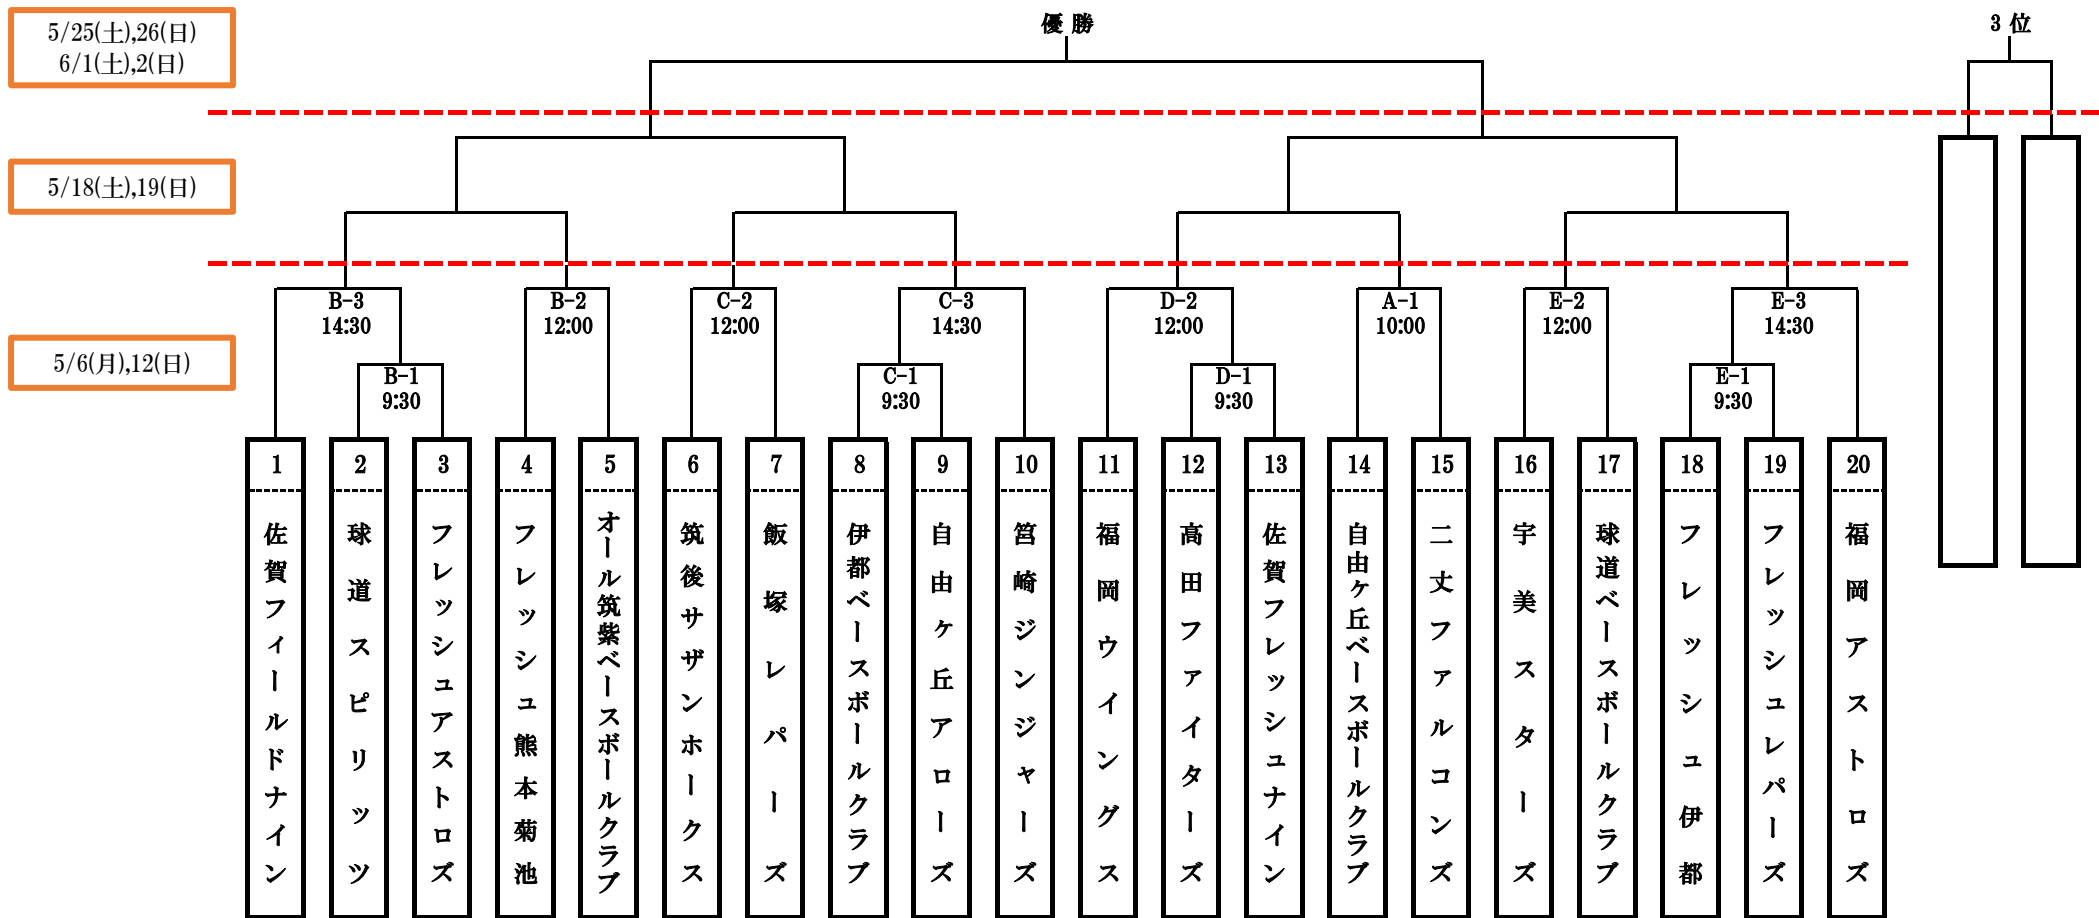 5/25(土),26(日)
6/1(土),2(日)
優 勝
3 位
5/18(土),19(日)
B-3
14:30
B-2
12:00
C-2
12:00
C-3
14:30
D-2
12:00
A-1
10:00
E-2
12:00
E-3
14:30
5/6(月),12(日)
B-1
9:30
C-1
9:30
D-1
9:30
E-1
9:30
1
佐賀フィールドナイン
2
球道スピリッツ
3
フレッシュアストロズ
4
フレッシュ熊本菊池
5
オール筑紫ベースボールクラブ
6
筑後サザンホークス
7
飯塚レパーズ
8
伊都ベースボールクラブ
9
自由ヶ丘アローズ
10
筥崎ジンジャーズ
11
福岡ウイングス
12
高田ファイターズ
13
佐賀フレッシュナイン
14
自由ヶ丘ベースボールクラブ
15
二丈ファルコンズ
16
宇美スターズ
17
球道ベースボールクラブ
18
フレッシュ伊都
19
フレッシュレパーズ
20
福岡アストロズ